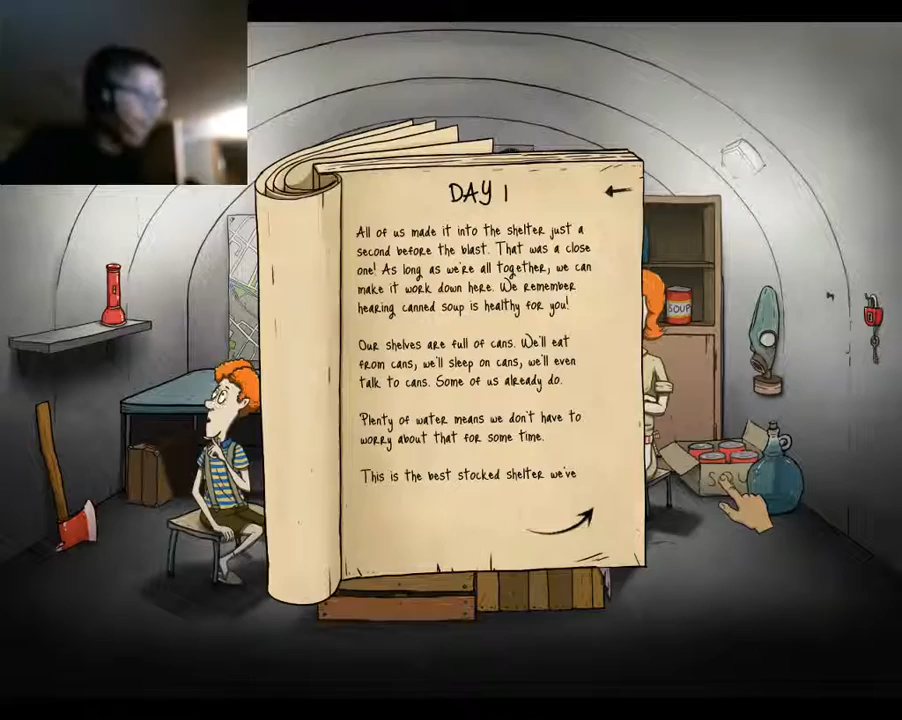 DAY 1
All of us made it into the shelter just a
second before the blast. That was a close
one! As long as we're all together, we can
make it work down here. We remember
hearing canned soup is healthy for you!
Our shelves are full of cans. We'll eat
from cans, we'll sleep on cans, we'll even
talk to cans. Some of us already do.
Plenty of water means we don't have to
worry about that for some time.
This is the best stocked shelter we've
SOUP